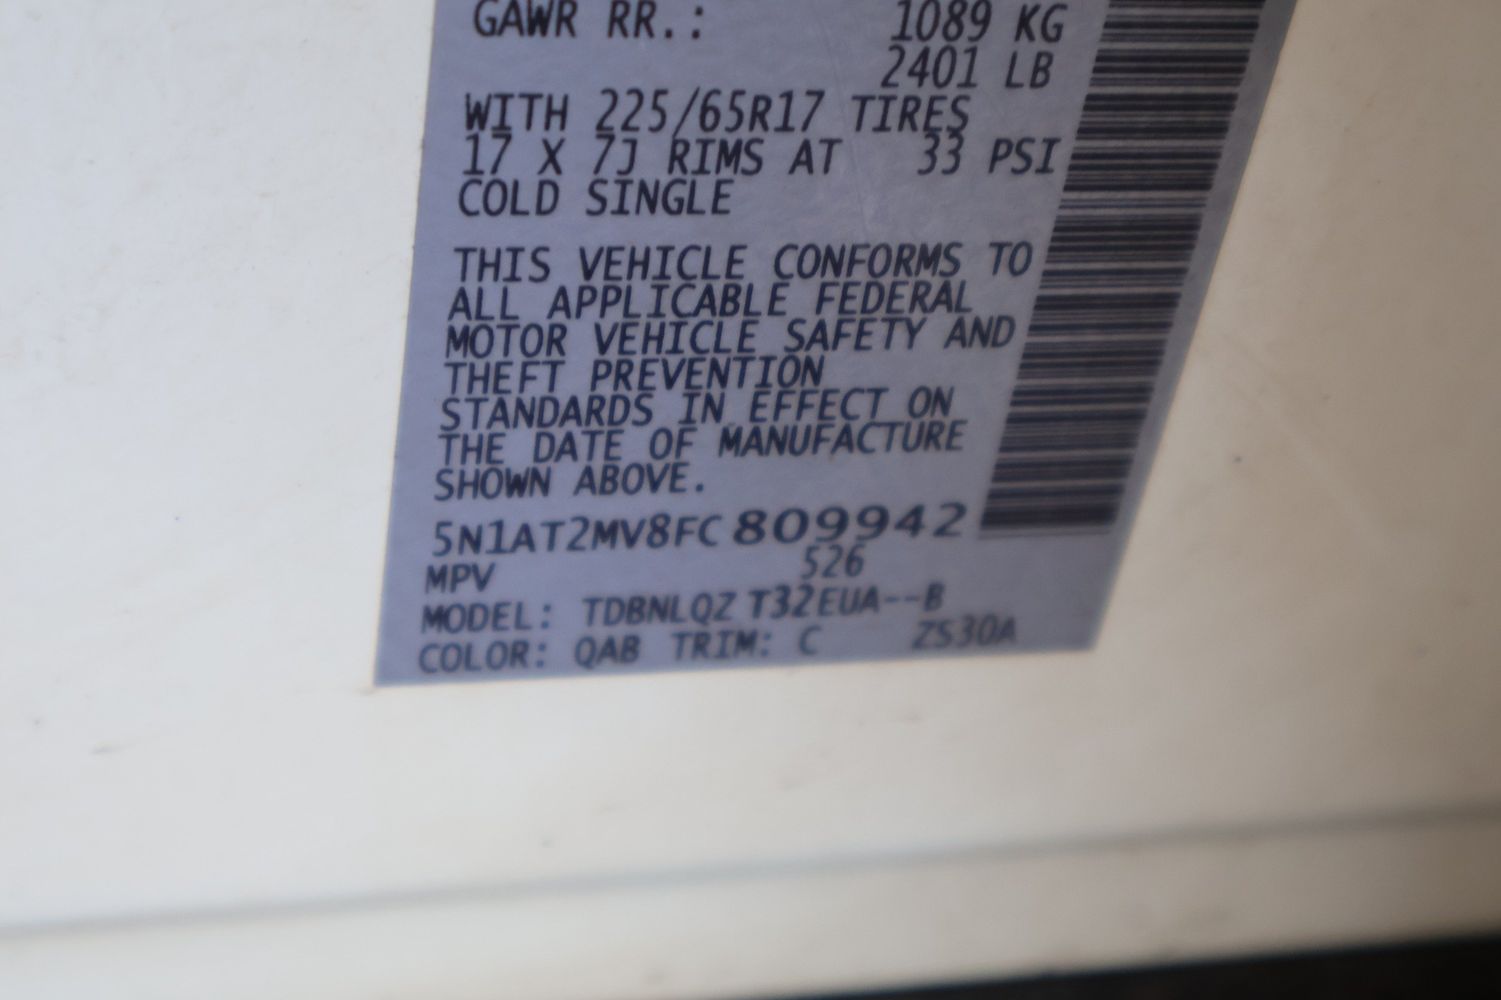 GAWR RR.: 1089 KG
2401 LB
WITH 225/65R17 TIRES
17 X 7J RIMS AT 33 PSI
COLD SINGLE
THIS VEHICLE CONFORMS TO
ALL APPLICABLE FEDERAL
MOTOR VEHICLE SAFETY AND
THEFT PREVENTION
STANDARDS IN EFFECT ON
THE DATE OF MANUFACTURE
SHOWN ABOVE.
5N1AT2MV8FC809942
MPV 526
MODEL: TDBNLQZ T32EUA--B
COLOR: QAB TRIM: C ZS30A